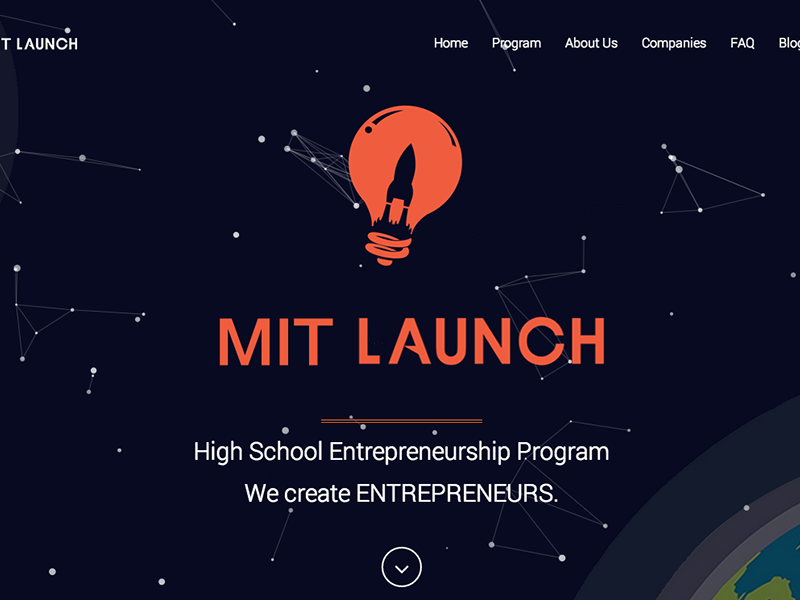 T LAUNCH
Home Program About Us Companies FAQ Blog
MIT LAUNCH
High School Entrepreneurship Program
We create ENTREPRENEURS.